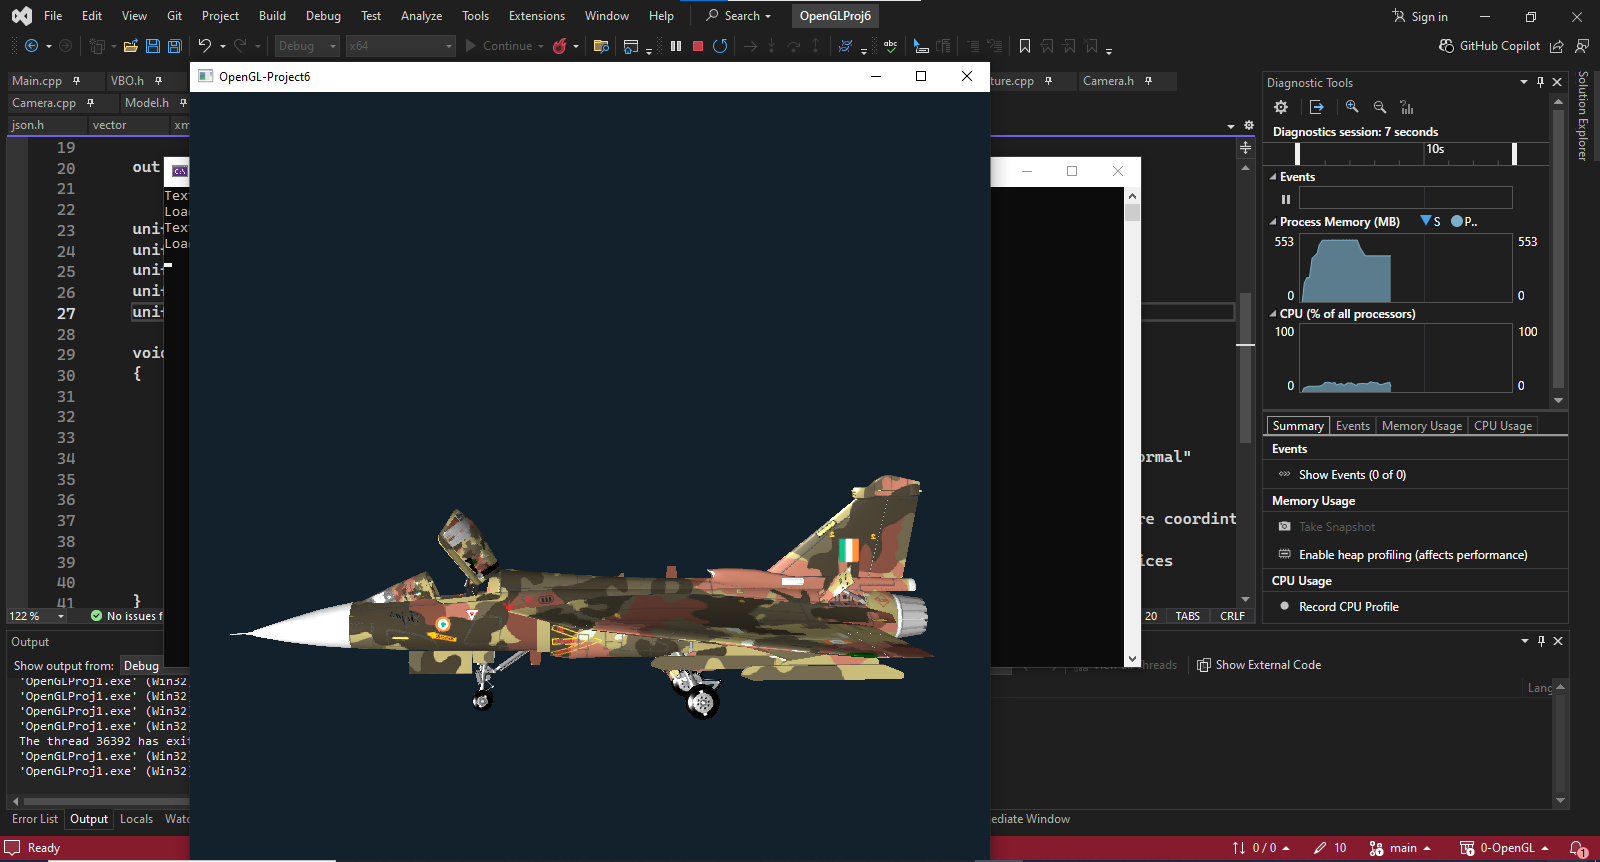 File Edit View Git Project Build Debug Test Analyze Tools Extensions Window Help Search OpenGLProj6 Sign in
Debug x64 Continue GitHub Copilot
Main.cpp VBO.h ture.cpp Camera.h
Camera.cpp Model.h
json.h vector xm
OpenGL-Project6
19
20 out
21
22
23 uni
24 uni
25 uni
26 uni
27 uni
28
29 void
30 {
31
32
33
34
35
36
37
38
39
40
41 }
Tex
Loa
Tex
Loa
ormal"
re coordint
ices
122 % No issues f
20 TABS CRLF
Diagnostic Tools
Diagnostics session: 7 seconds
10s
Events
Process Memory (MB) S P..
553 553
0 0
CPU (% of all processors)
100 100
0 0
Summary Events Memory Usage CPU Usage
Events
Show Events (0 of 0)
Memory Usage
Take Snapshot
Enable heap profiling (affects performance)
CPU Usage
Record CPU Profile
Solution Explorer
Output
Show output from: Debug
'OpenGLProj1.exe' (Win32
'OpenGLProj1.exe' (Win32
'OpenGLProj1.exe' (Win32
'OpenGLProj1.exe' (Win32
The thread 36392 has exi
'OpenGLProj1.exe' (Win32
'OpenGLProj1.exe' (Win32
Show External Code
Lang
Error List Output Locals Watc
ediate Window
Ready 0 / 0 10 main 0-OpenGL 1